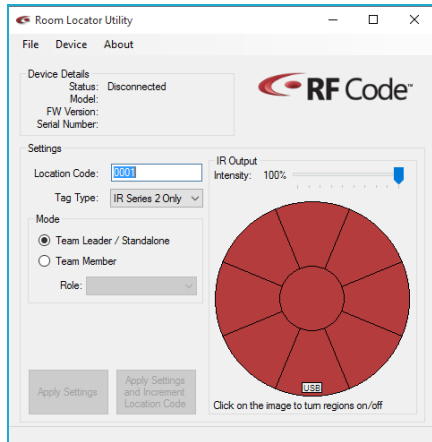 Room Locator Utility
File Device About
Device Details
Status: Disconnected
Model:
FW Version:
Serial Number:
RF Code™
Settings
Location Code: 0001
Tag Type: IR Series 2 Only
Mode
Team Leader / Standalone
Team Member
Role:
Apply Settings
Apply Settings
and Increment
Location Code
IR Output
Intensity: 100%
USB
Click on the image to turn regions on/off